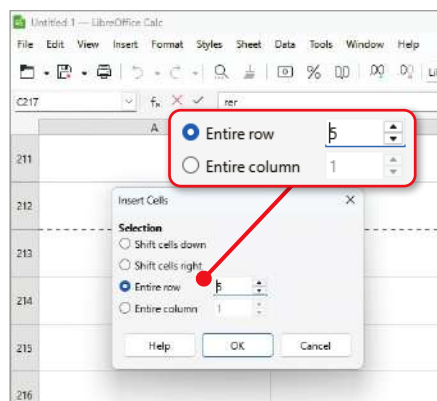 Untitled 1 — LibreOffice Calc
File Edit View Insert Format Styles Sheet Data Tools Window Help
C217 fx rer
A
Entire row 5
Entire column 1
211
212
213
214
215
216
Insert Cells
Selection
Shift cells down
Shift cells right
Entire row 5
Entire column 1
Help OK Cancel